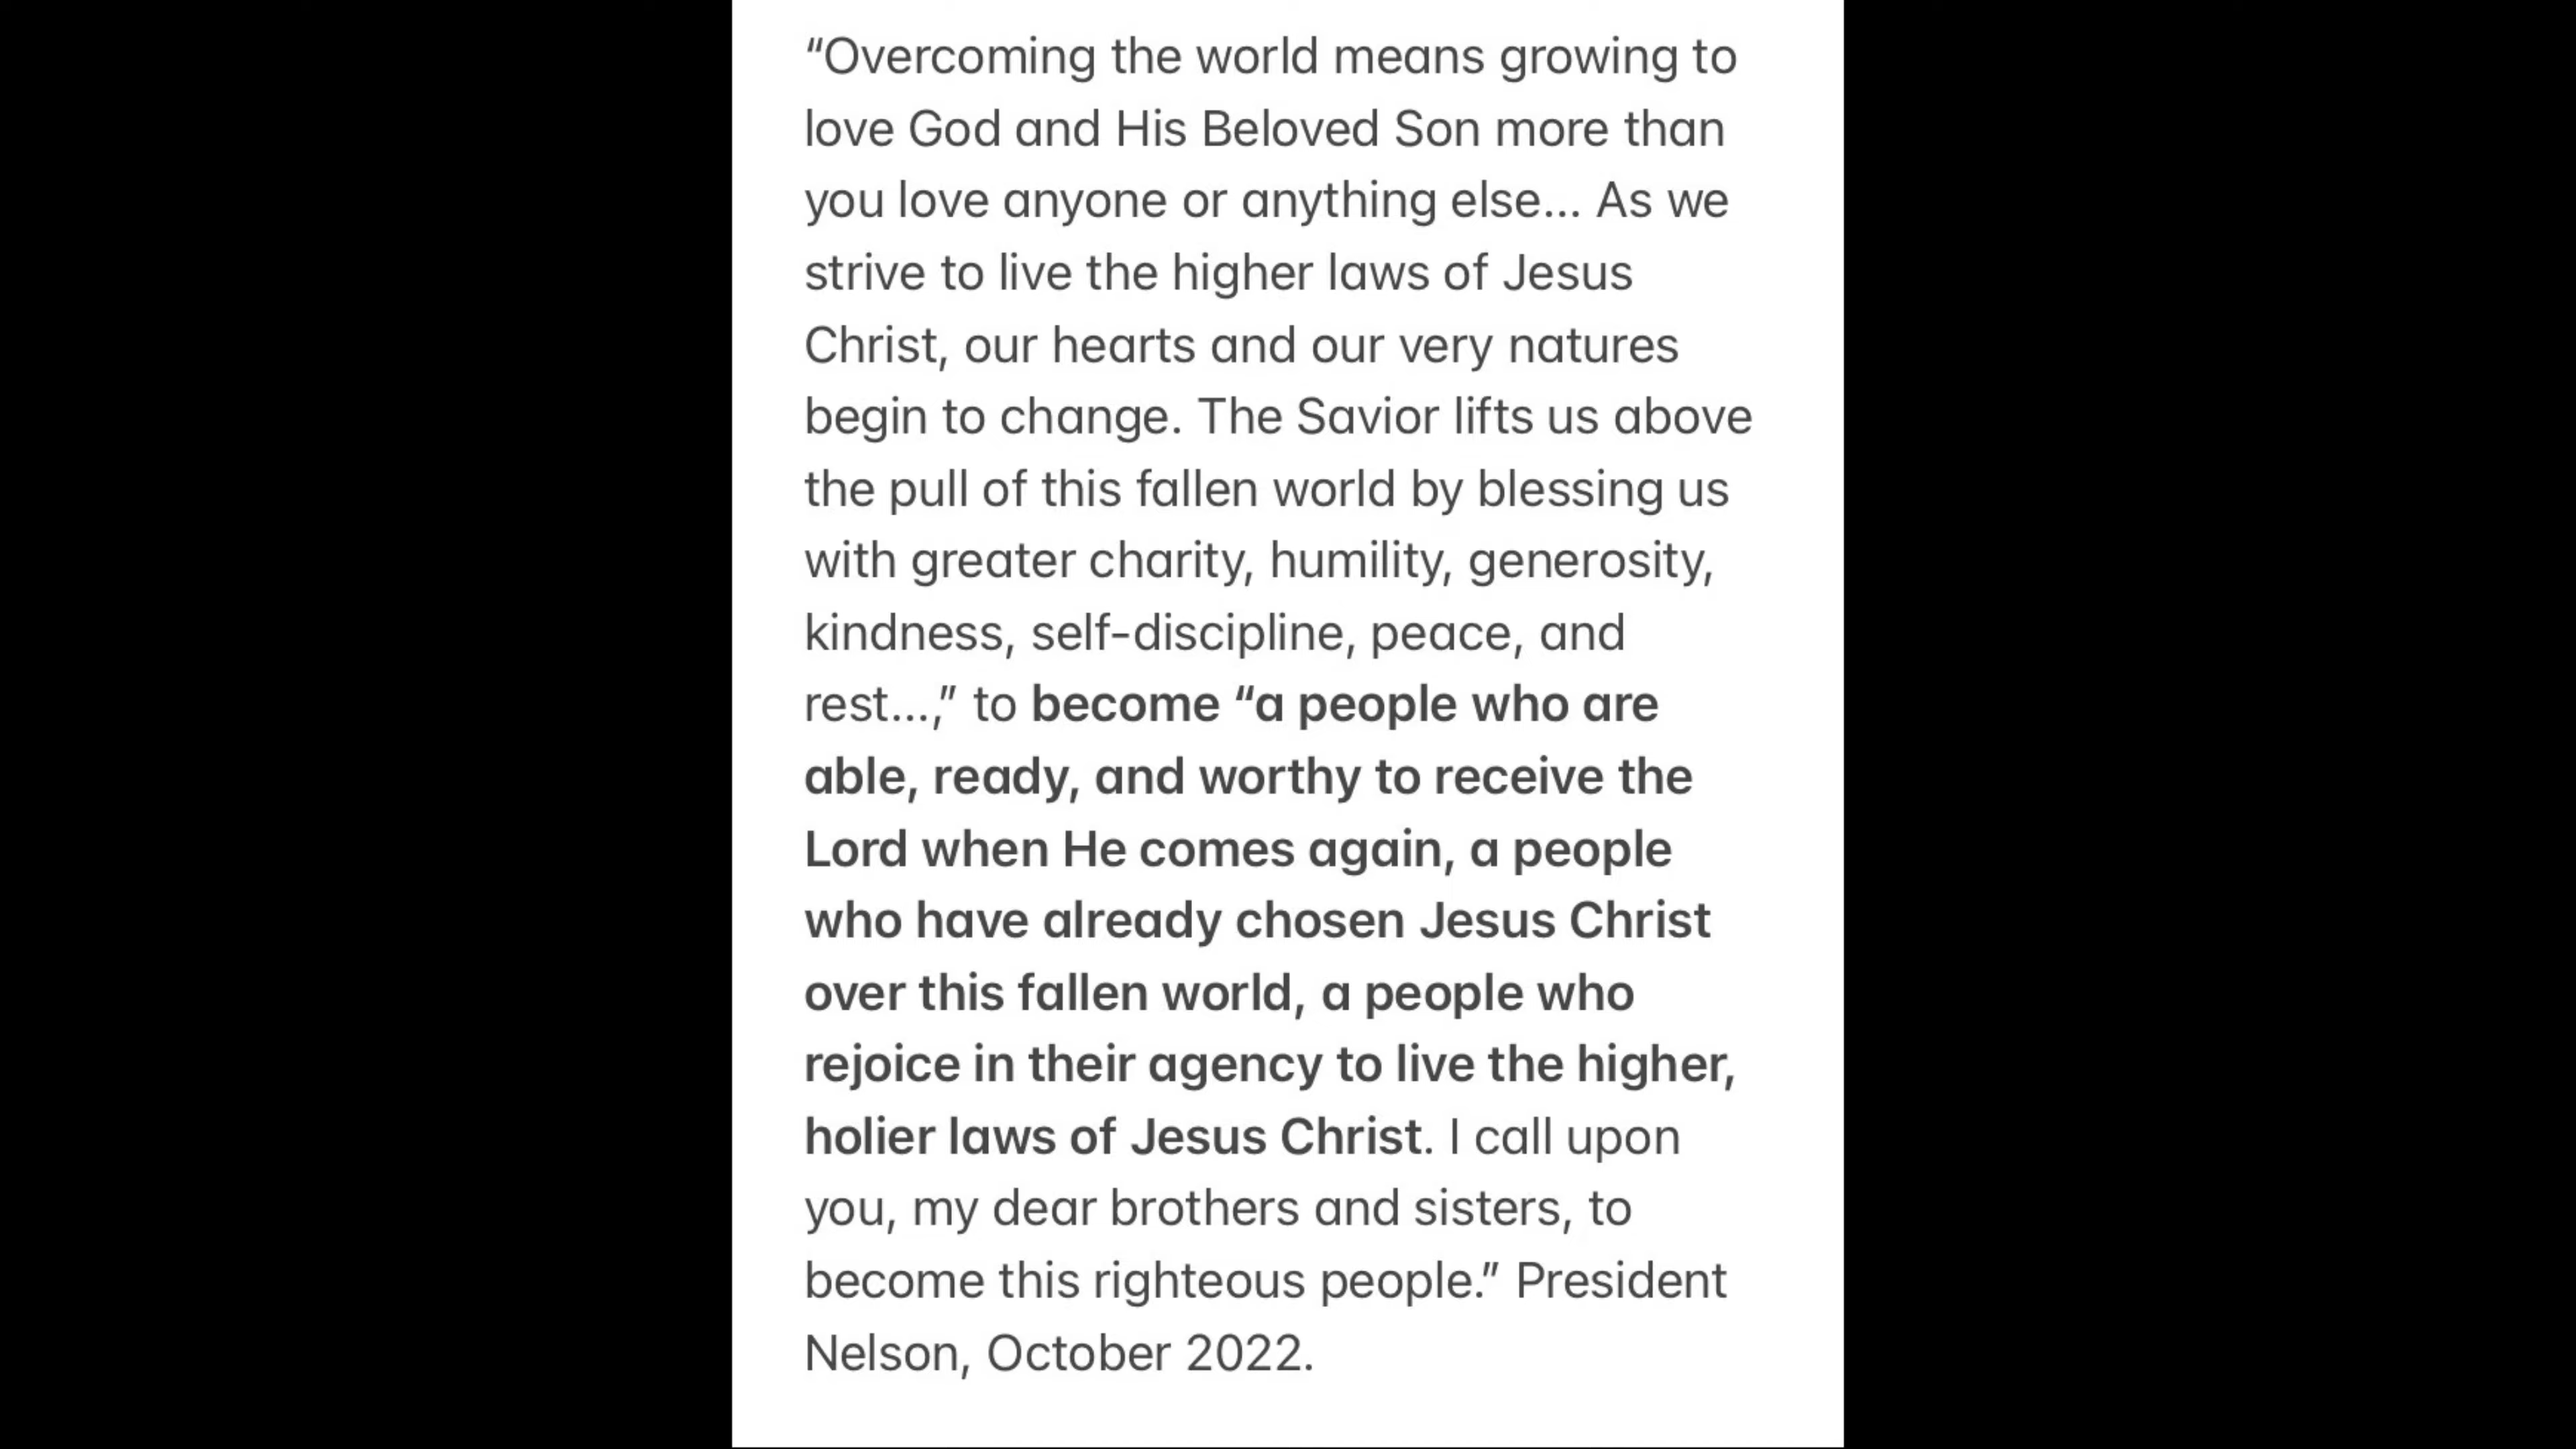 “Overcoming the world means growing to
love God and His Beloved Son more than
you love anyone or anything else... As we
strive to live the higher laws of Jesus
Christ, our hearts and our very natures
begin to change. The Savior lifts us above
the pull of this fallen world by blessing us
with greater charity, humility, generosity,
kindness, self-discipline, peace, and
rest...,” to become “a people who are
able, ready, and worthy to receive the
Lord when He comes again, a people
who have already chosen Jesus Christ
over this fallen world, a people who
rejoice in their agency to live the higher,
holier laws of Jesus Christ. I call upon
you, my dear brothers and sisters, to
become this righteous people.” President
Nelson, October 2022.